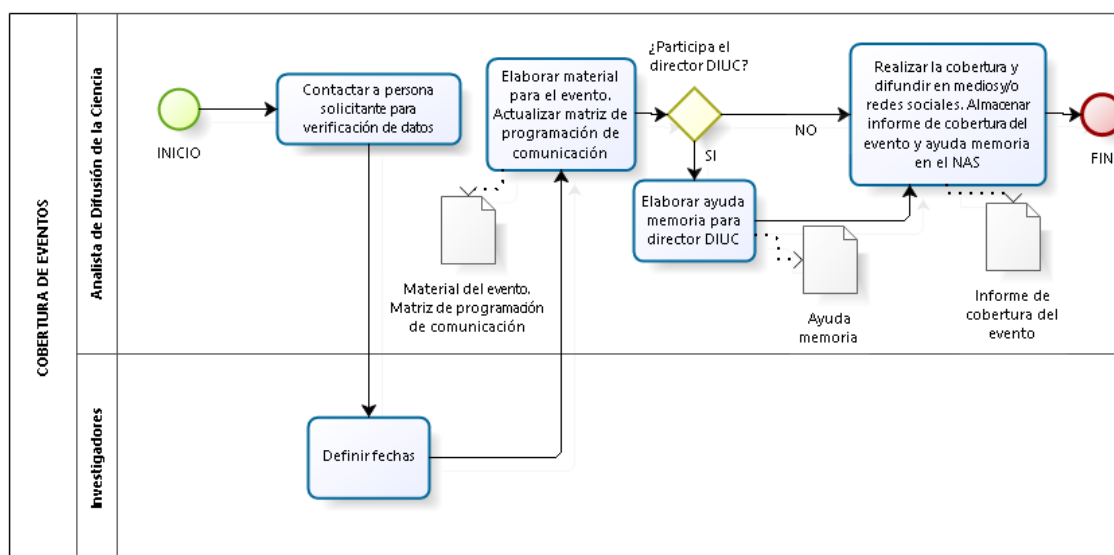 COBERTURA DE EVENTOS
Analista de Difusión de la Ciencia
INICIO
Contactar a persona
solicitante para
verificación de datos
Elaborar material
para el evento.
Actualizar matriz de
programación de
comunicación
¿Participa el
director DIUC?
NO
SI
Realizar la cobertura y
difundir en medios y/o
redes sociales. Almacenar
informe de cobertura del
evento y ayuda memoria
en el NAS
FIN
Elaborar ayuda
memoria para
director DIUC
Material del evento.
Matriz de programación
de comunicación
Ayuda
memoria
Informe de
cobertura del
evento
Investigadores
Definir fechas